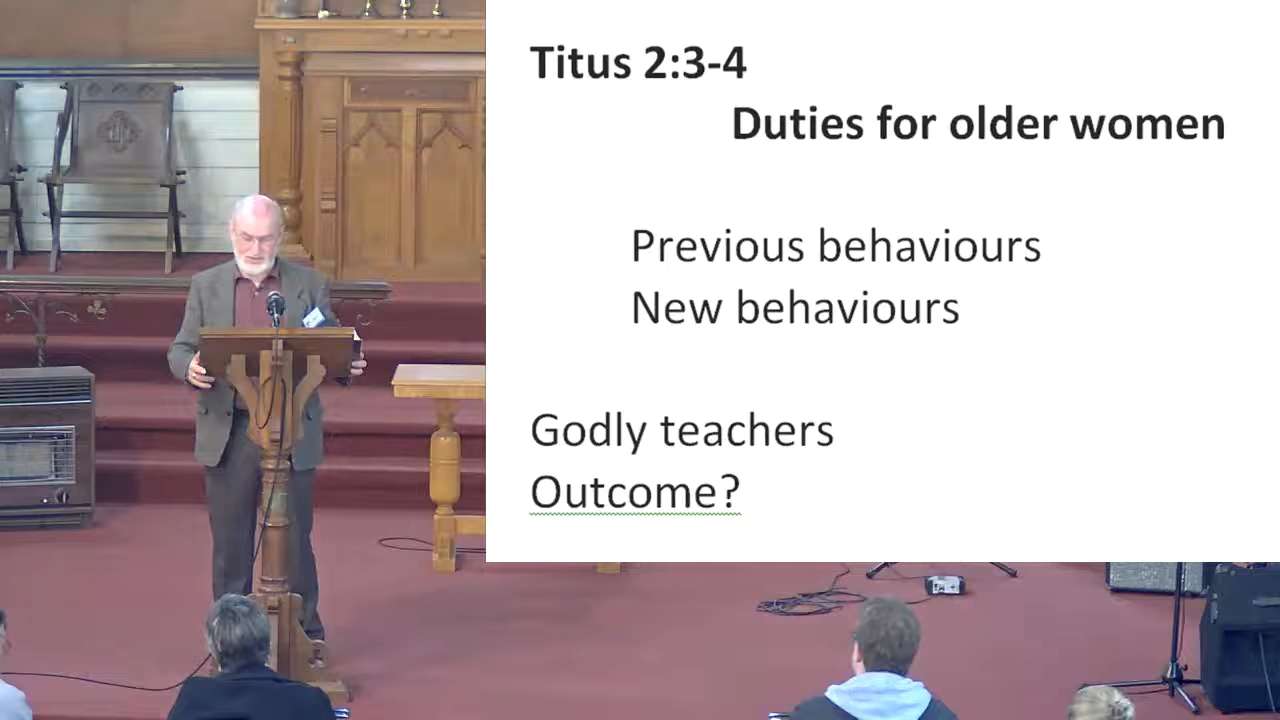 Titus 2:3-4
Duties for older women
Previous behaviours
New behaviours
Godly teachers
Outcome?